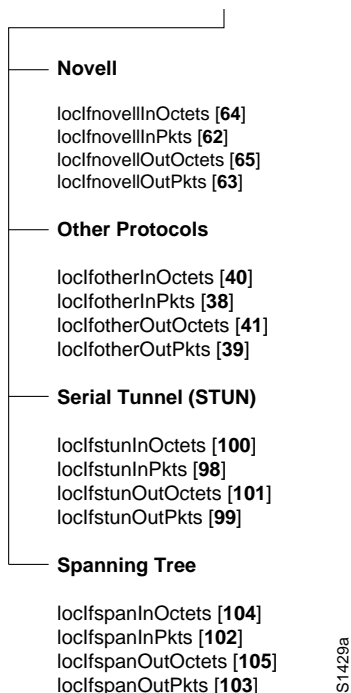 Novell
locIfnovellInOctets [64]
locIfnovellInPkts [62]
locIfnovellOutOctets [65]
locIfnovellOutPkts [63]
Other Protocols
locIfotherInOctets [40]
locIfotherInPkts [38]
locIfotherOutOctets [41]
locIfotherOutPkts [39]
Serial Tunnel (STUN)
locIfstunInOctets [100]
locIfstunInPkts [98]
locIfstunOutOctets [101]
locIfstunOutPkts [99]
Spanning Tree
locIfspanInOctets [104]
locIfspanInPkts [102]
locIfspanOutOctets [105]
locIfspanOutPkts [103]
S1429a